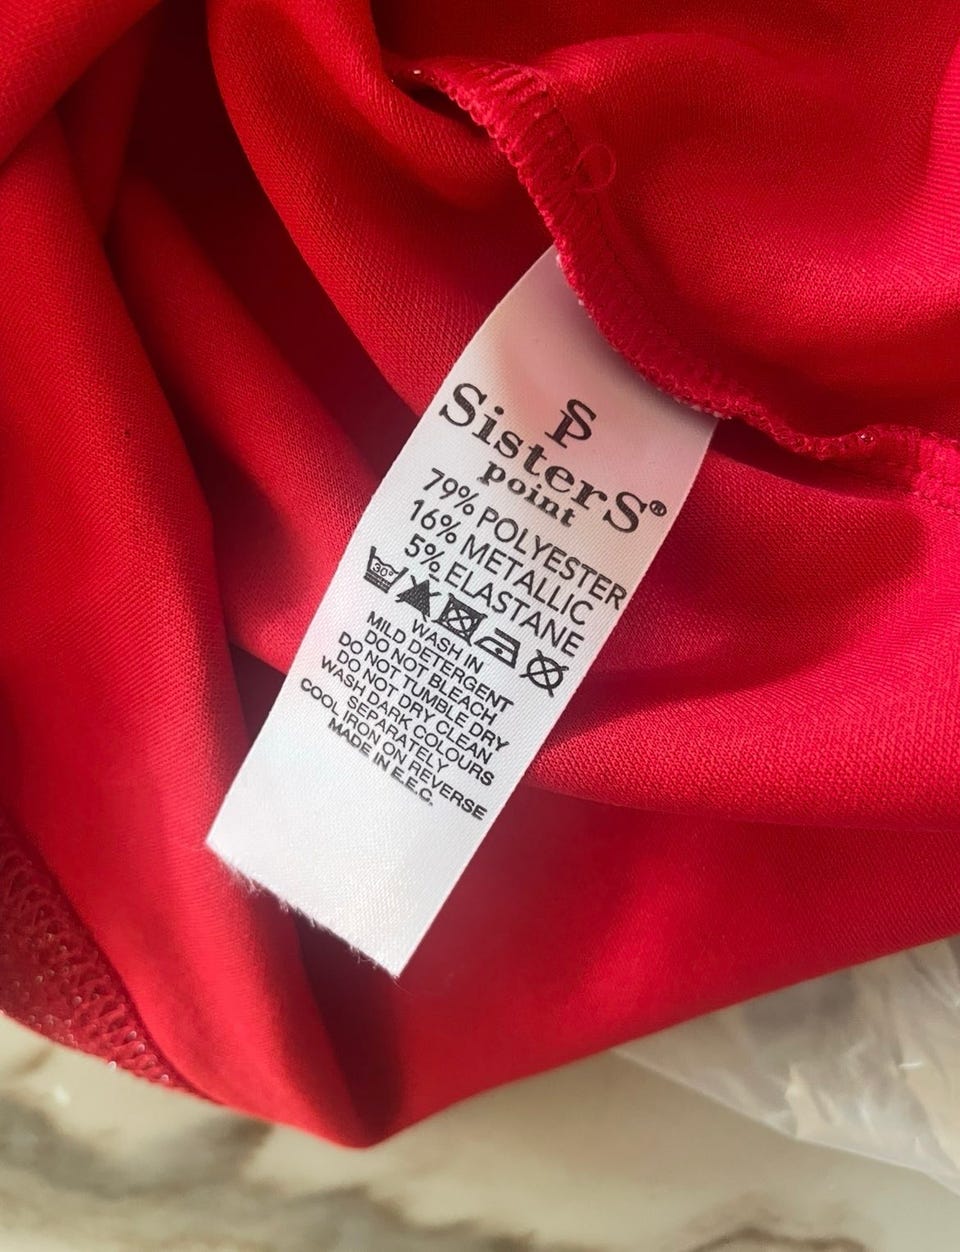 SP
SisterS®
point
79% POLYESTER
16% METALLIC
5% ELASTANE
30°
WASH IN
MILD DETERGENT
DO NOT BLEACH
DO NOT TUMBLE DRY
DO NOT DRY CLEAN
WASH DARK COLOURS
SEPARATELY
COOL IRON ON REVERSE
MADE IN E.E.C.